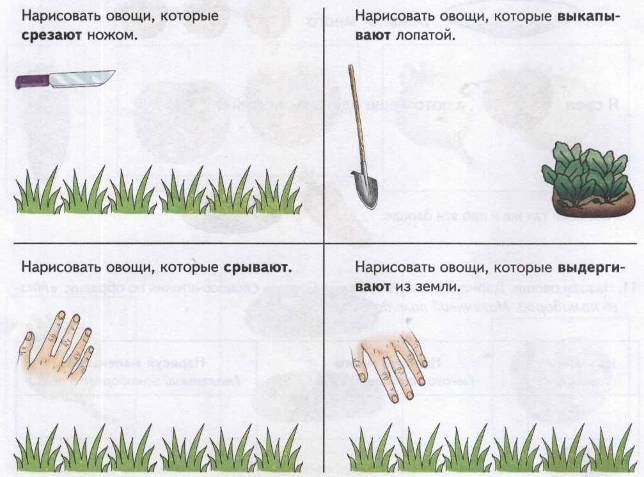 Нарисовать овощи, которые
срезают ножом.
Нарисовать овощи, которые выкапы-
вают лопатой.
Нарисовать овощи, которые срывают.
Нарисовать овощи, которые выдерги-
вают из земли.